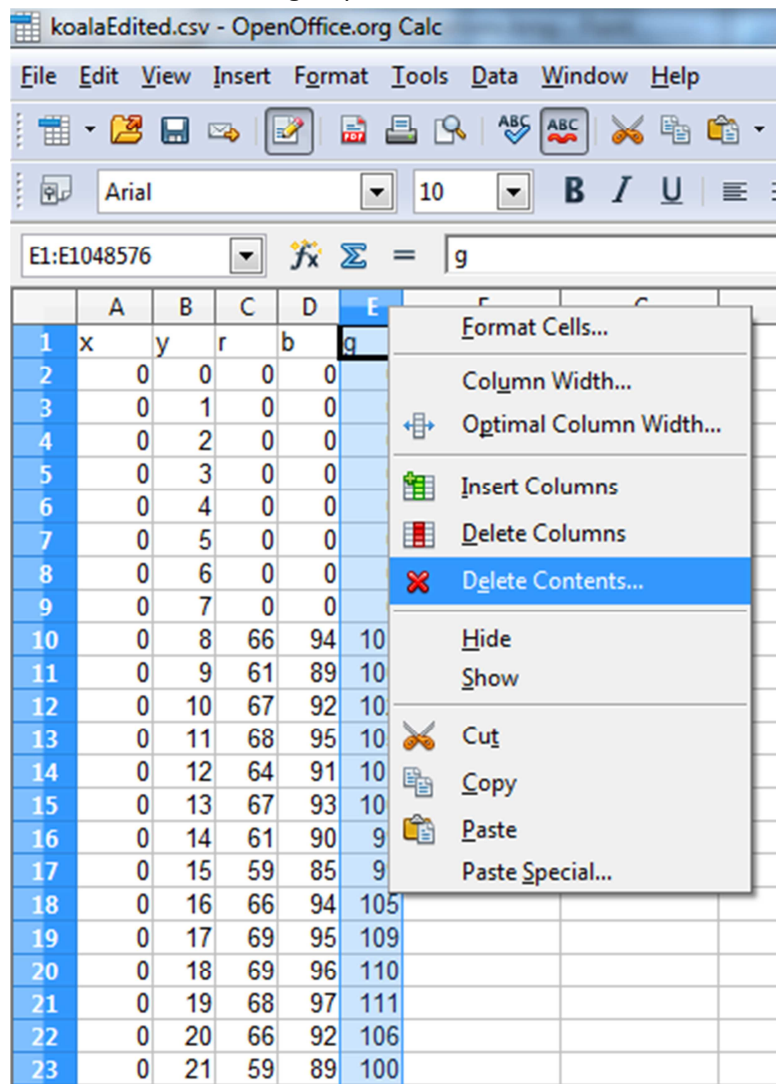 koalaEdited.csv - OpenOffice.org Calc
File Edit View Insert Format Tools Data Window Help
PDF ABC ABC
Arial 10 B I U
E1:E1048576 fx Σ = g
A B C D E
1 x y r b g
2 0 0 0 0
3 0 1 0 0
4 0 2 0 0
5 0 3 0 0
6 0 4 0 0
7 0 5 0 0
8 0 6 0 0
9 0 7 0 0
10 0 8 66 94
11 0 9 61 89
12 0 10 67 92
13 0 11 68 95
14 0 12 64 91
15 0 13 67 93
16 0 14 61 90
17 0 15 59 85
18 0 16 66 94 105
19 0 17 69 95 109
20 0 18 69 96 110
21 0 19 68 97 111
22 0 20 66 92 106
23 0 21 59 89 100
Format Cells...
Column Width...
Optimal Column Width...
Insert Columns
Delete Columns
Delete Contents...
Hide
Show
Cut
Copy
Paste
Paste Special...